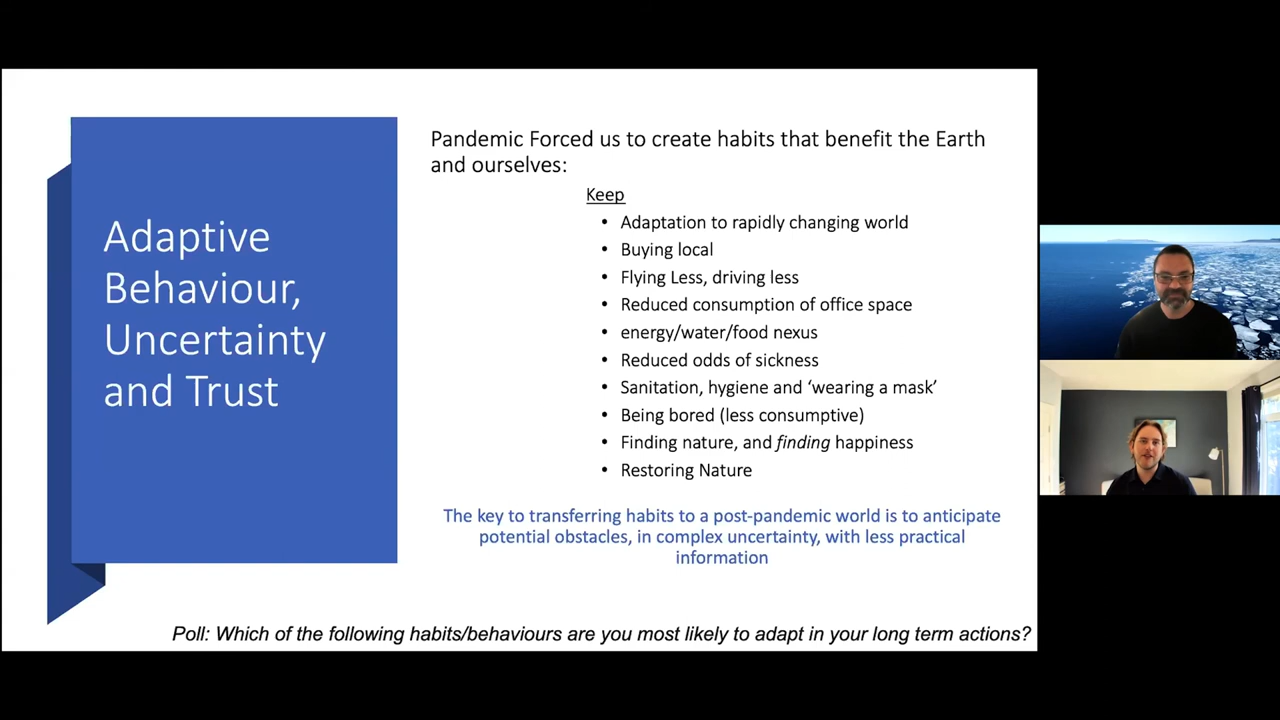 Adaptive
Behaviour,
Uncertainty
and Trust
Pandemic Forced us to create habits that benefit the Earth
and ourselves:
Keep
• Adaptation to rapidly changing world
• Buying local
• Flying Less, driving less
• Reduced consumption of office space
• energy/water/food nexus
• Reduced odds of sickness
• Sanitation, hygiene and ‘wearing a mask’
• Being bored (less consumptive)
• Finding nature, and finding happiness
• Restoring Nature
The key to transferring habits to a post-pandemic world is to anticipate
potential obstacles, in complex uncertainty, with less practical
information
Poll: Which of the following habits/behaviours are you most likely to adapt in your long term actions?